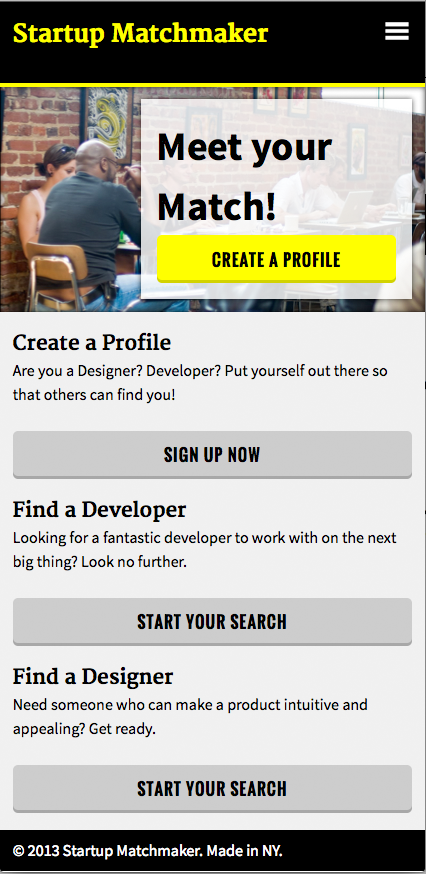 Startup Matchmaker
Meet your
Match!
CREATE A PROFILE
Create a Profile
Are you a Designer? Developer? Put yourself out there so
that others can find you!
SIGN UP NOW
Find a Developer
Looking for a fantastic developer to work with on the next
big thing? Look no further.
START YOUR SEARCH
Find a Designer
Need someone who can make a product intuitive and
appealing? Get ready.
START YOUR SEARCH
© 2013 Startup Matchmaker. Made in NY.